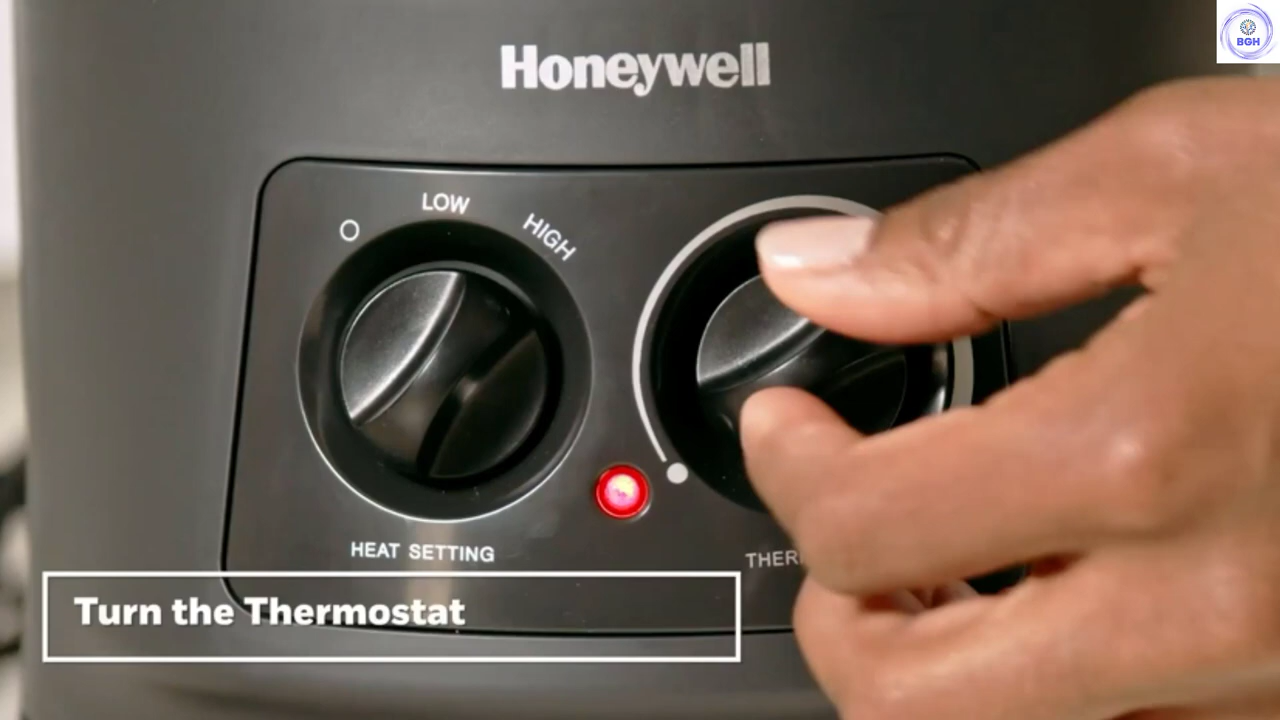 BGH
Honeywell
LOW
HIGH
HEAT SETTING
Turn the Thermostat